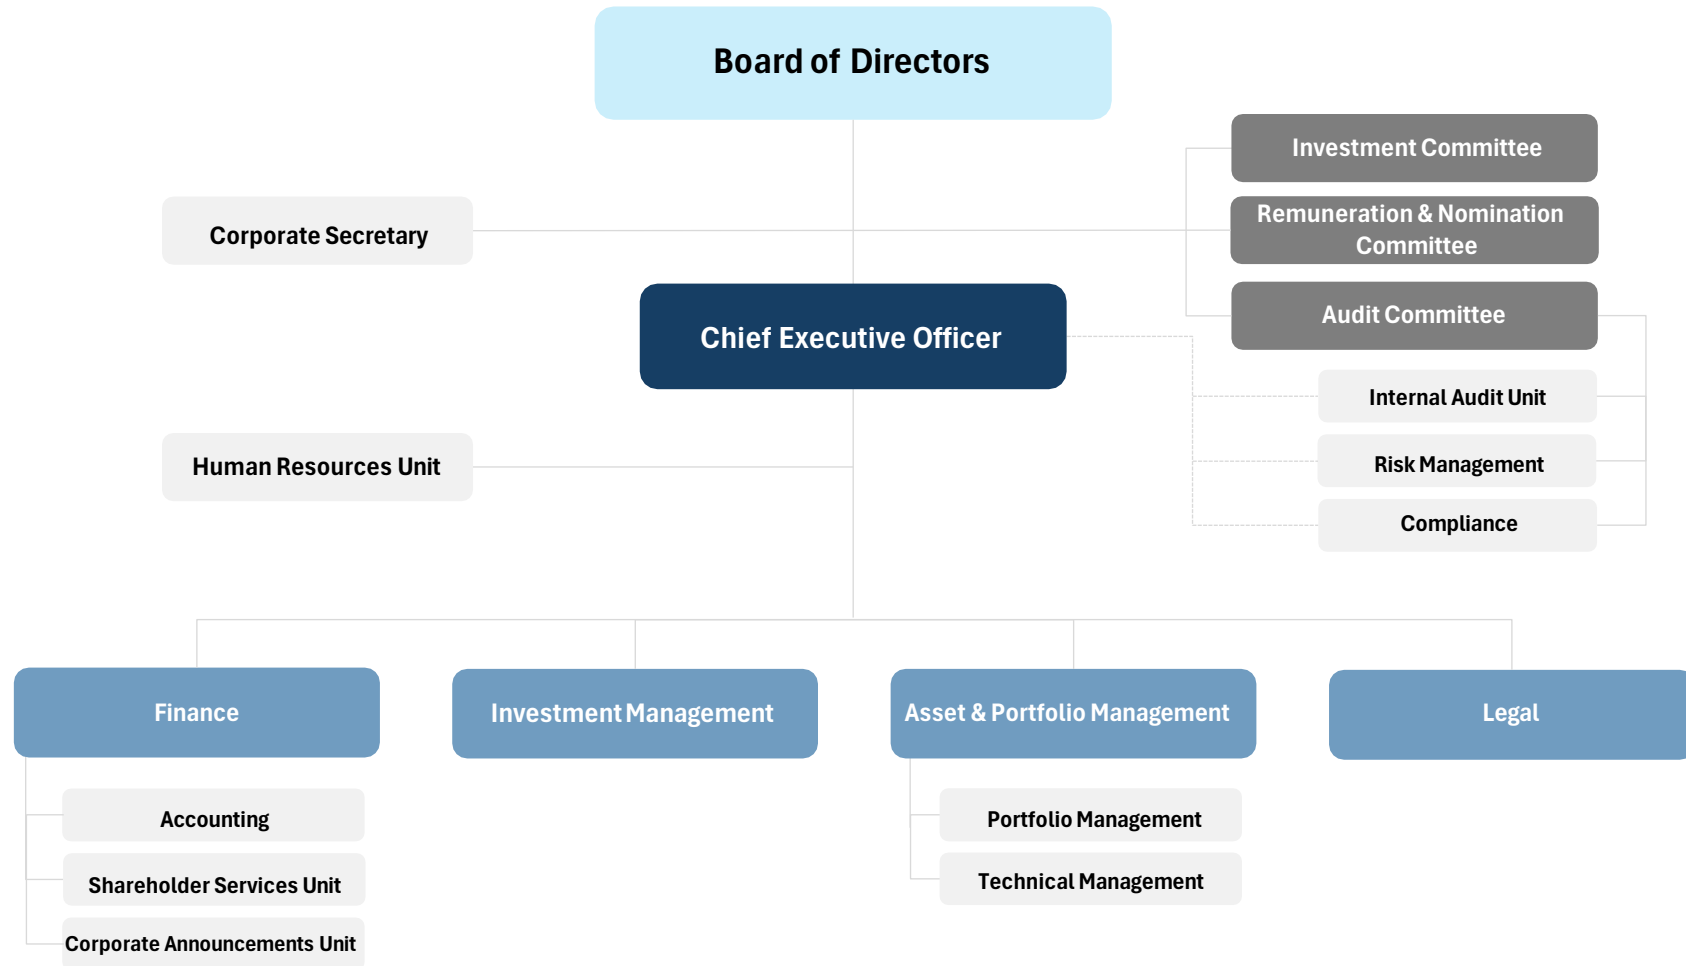 Board of Directors
Investment Committee
Remuneration & Nomination
Committee
Corporate Secretary
Audit Committee
Chief Executive Officer
Internal Audit Unit
Human Resources Unit
Risk Management
Compliance
Finance
Investment Management
Asset & Portfolio Management
Legal
Accounting
Portfolio Management
Shareholder Services Unit
Technical Management
Corporate Announcements Unit